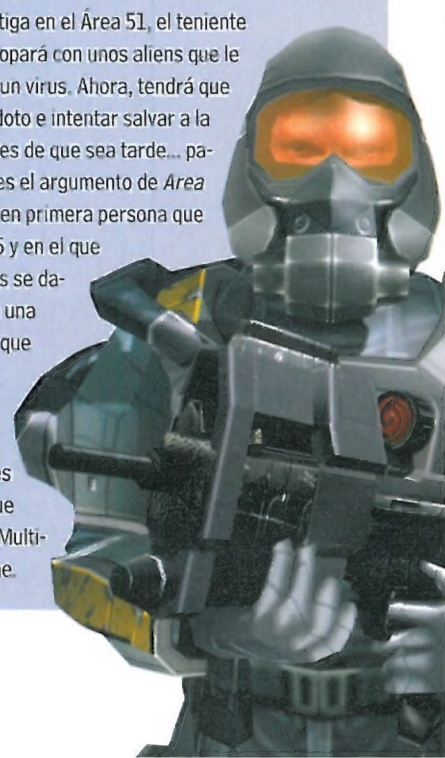 tiga en el Área 51, el teniente
opará con unos aliens que le
un virus. Ahora, tendrá que
doto e intentar salvar a la
es de que sea tarde... pa-
es el argumento de Area
en primera persona que
5 y en el que
s se da-
una
que
es
ue
Multi-
ne.